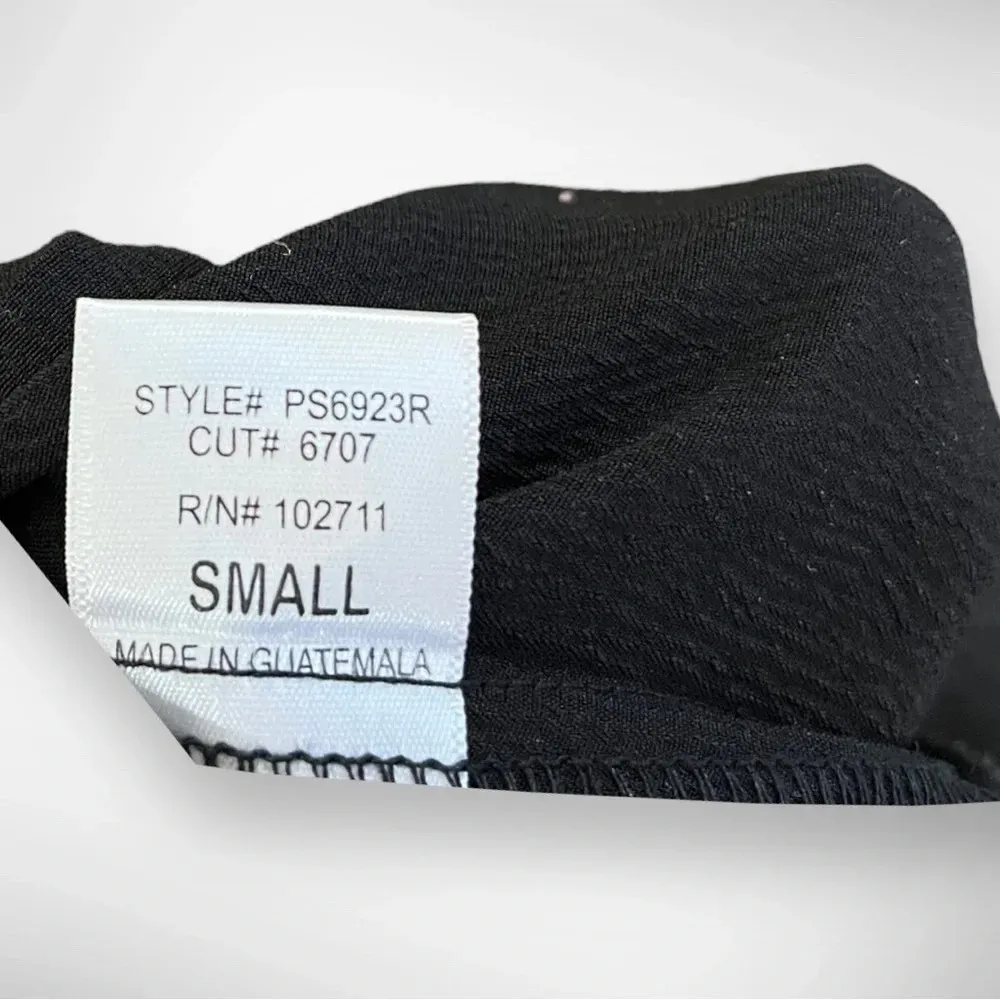 STYLE# PS6923R
CUT# 6707
R/N# 102711
SMALL
MADE IN GUATEMALA